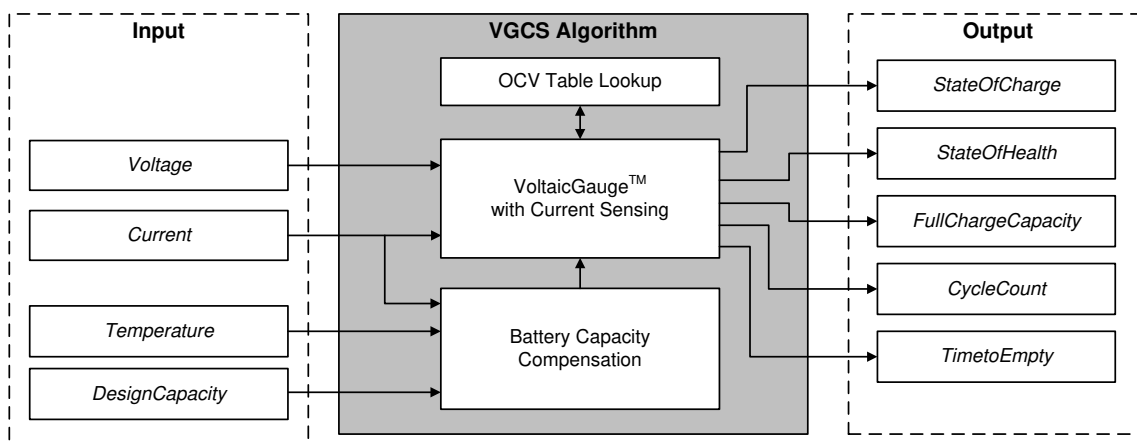 Input
Voltage
Current
Temperature
DesignCapacity
VGCS Algorithm
OCV Table Lookup
VoltaicGauge™
with Current Sensing
Battery Capacity
Compensation
Output
StateOfCharge
StateOfHealth
FullChargeCapacity
CycleCount
TimetoEmpty